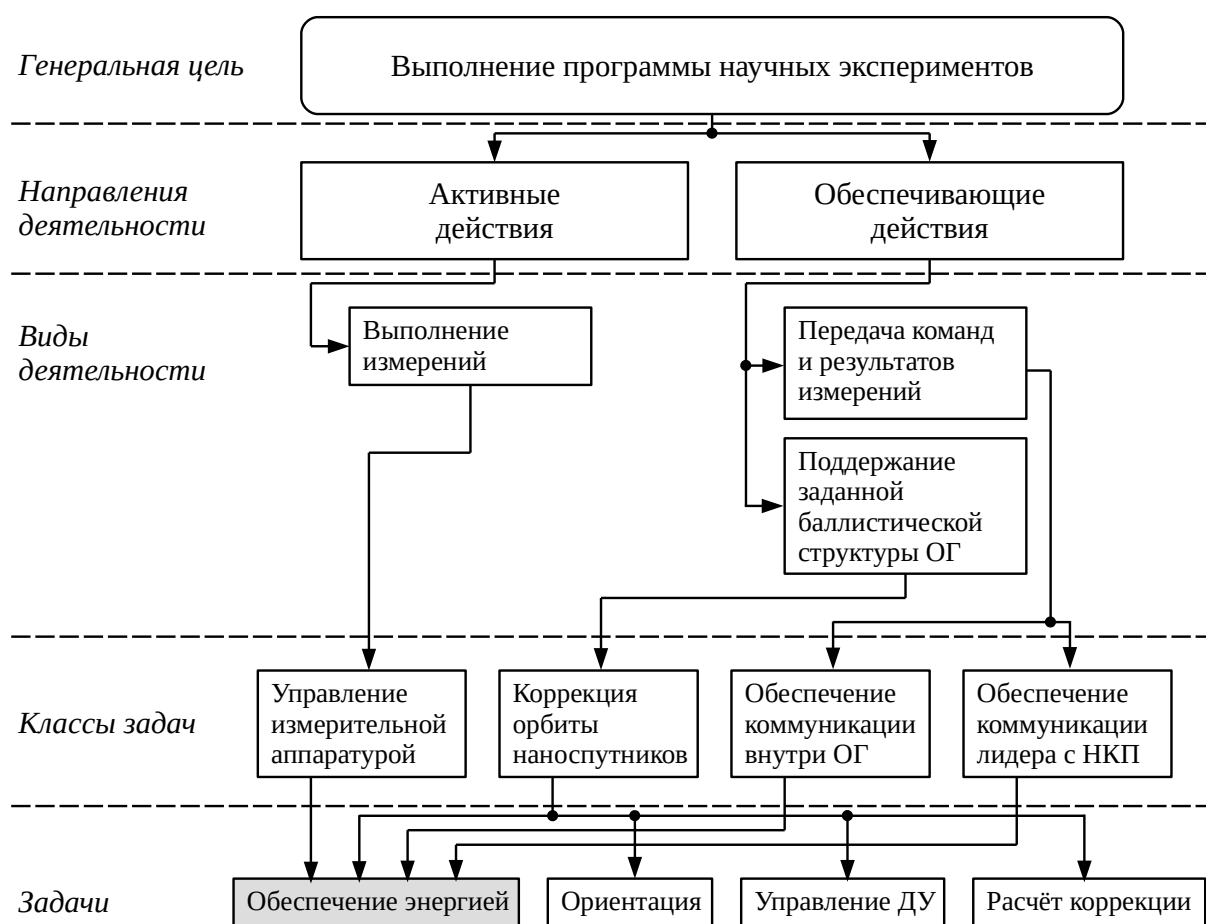 Генеральная цель
Выполнение программы научных экспериментов
Направления
деятельности
Активные
действия
Обеспечивающие
действия
Виды
деятельности
Выполнение
измерений
Передача команд
и результатов
измерений
Поддержание
заданной
баллистической
структуры ОГ
Классы задач
Управление
измерительной
аппаратурой
Коррекция
орбиты
наноспутников
Обеспечение
коммуникации
внутри ОГ
Обеспечение
коммуникации
лидера с НКП
Задачи
Обеспечение энергией
Ориентация
Управление ДУ
Расчёт коррекции